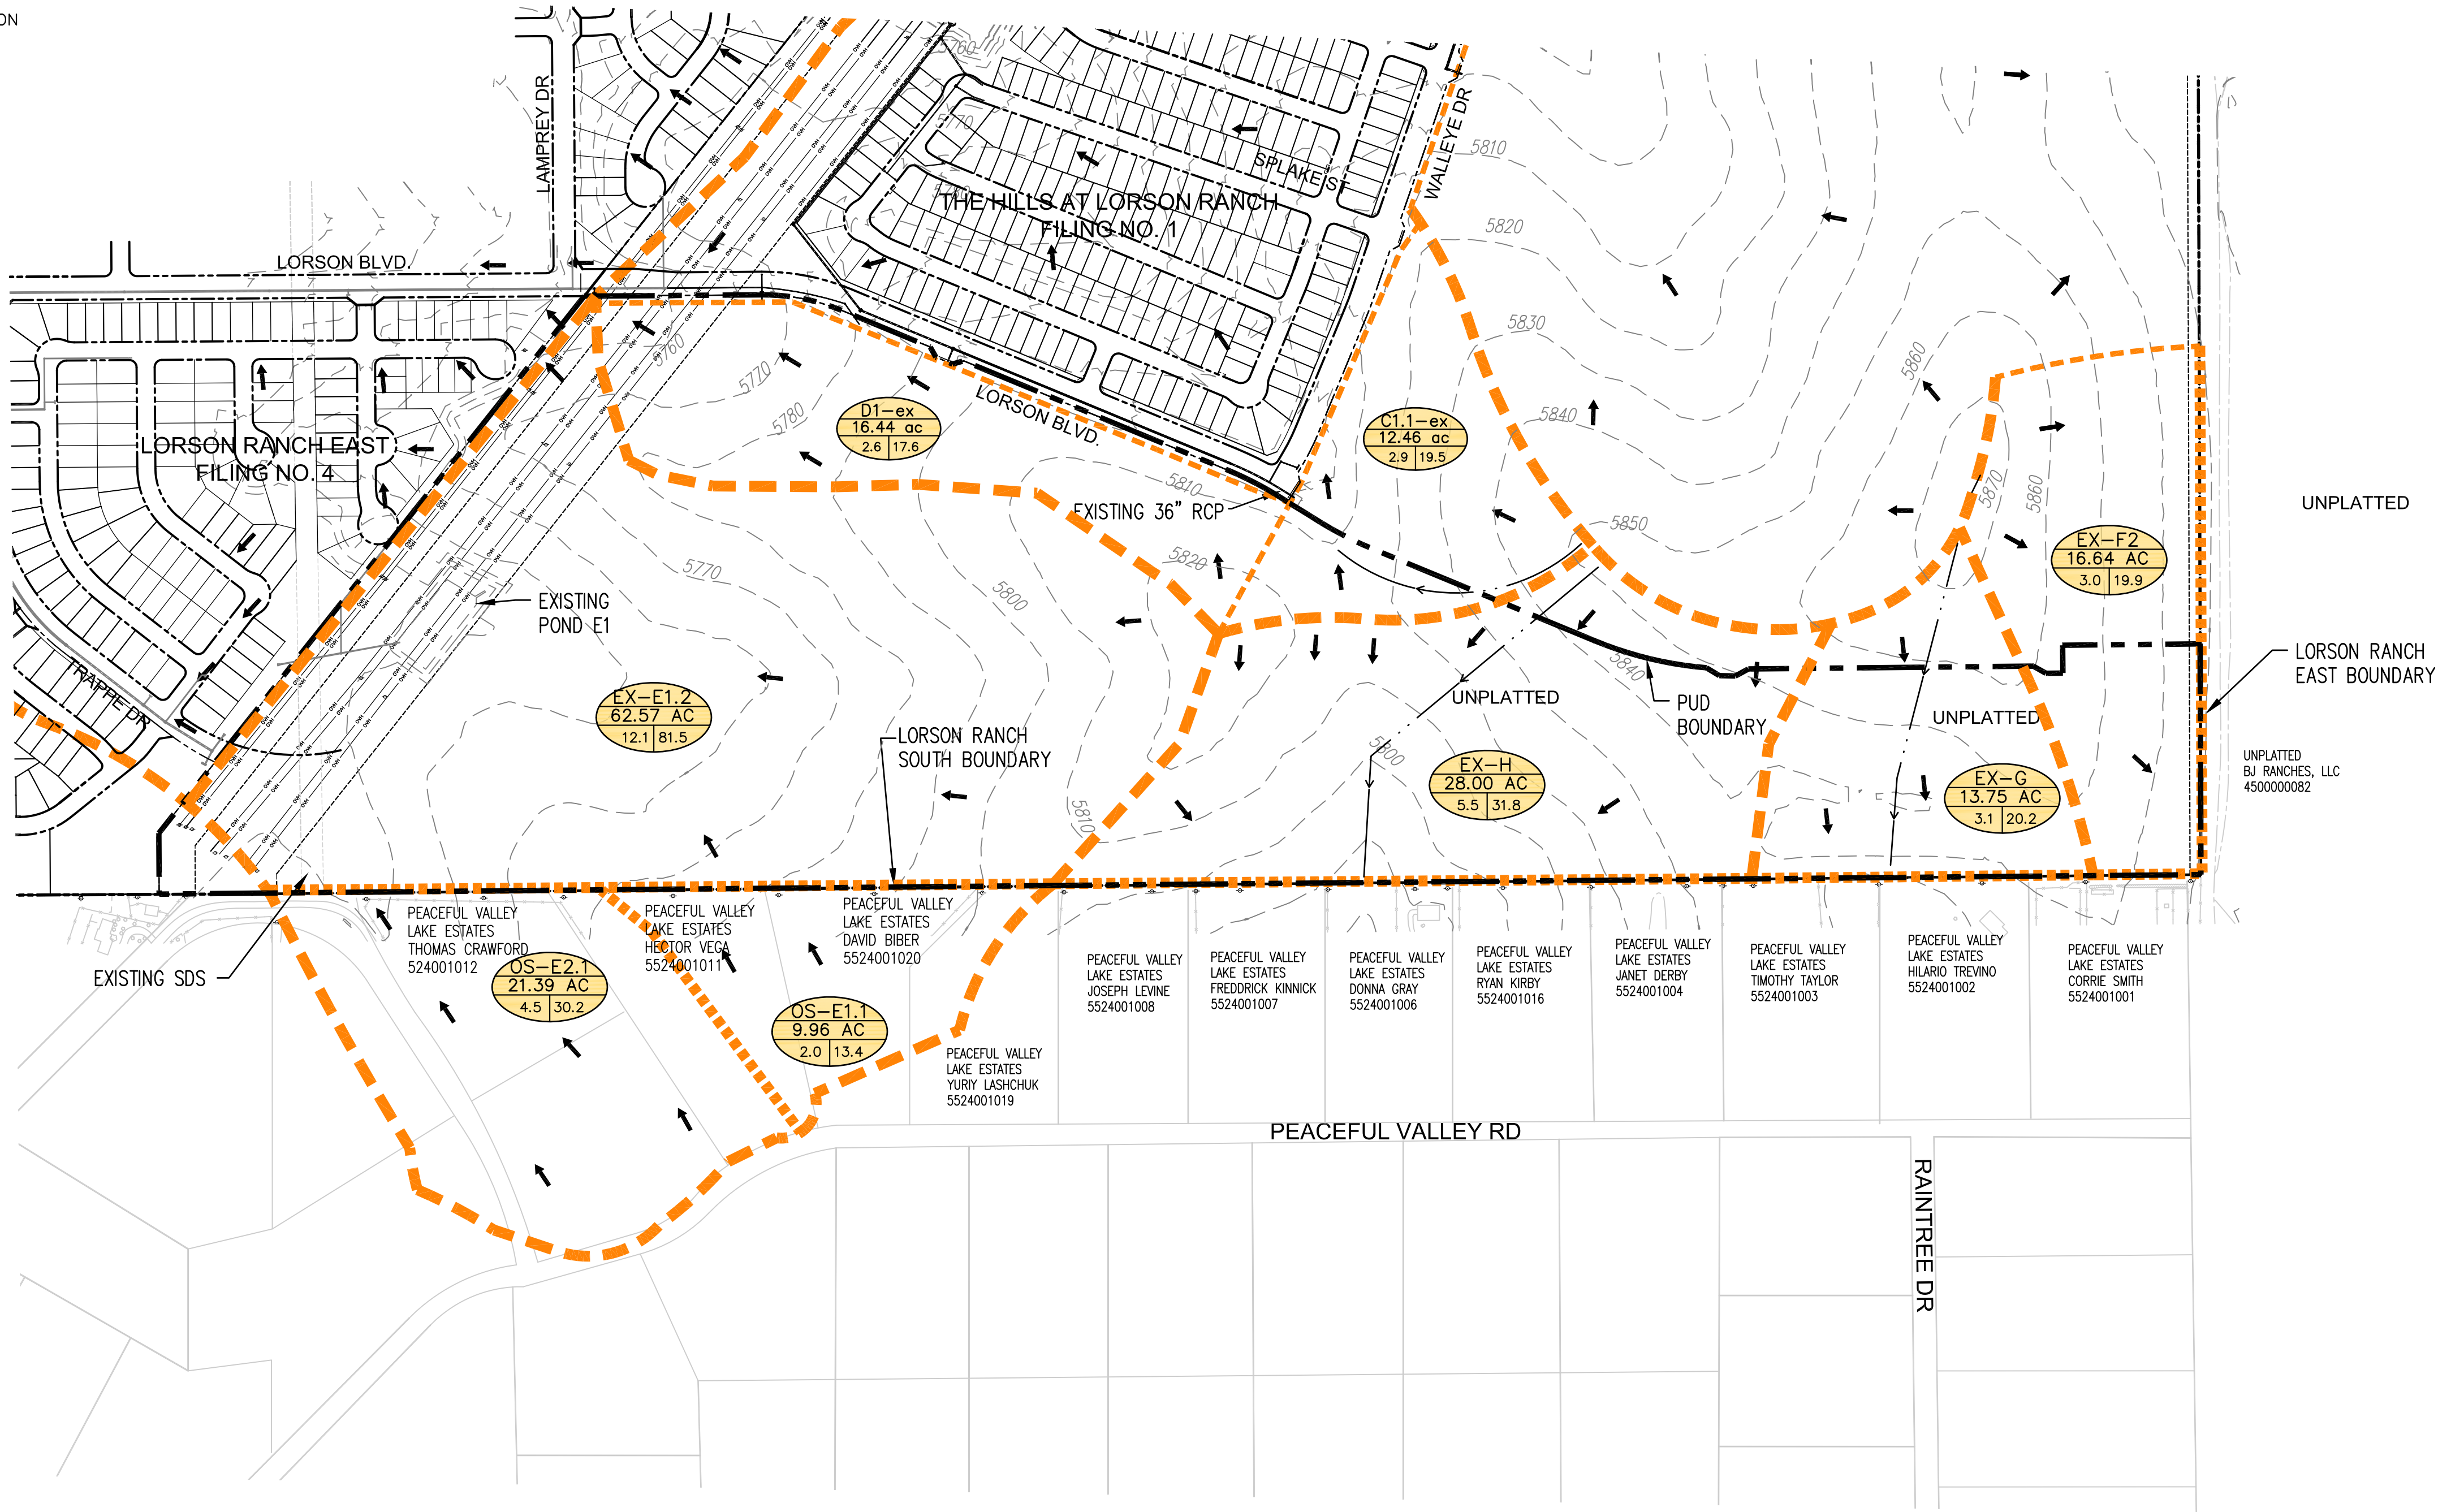 ON
LAMPREY DR
LORSON BLVD.
5760
5770
5780
THE HILLS AT LORSON RANCH
FILING NO. 1
SPLAKE ST
WALLEYE DR
5810
5820
5830
5840
5850
5860
5870
5860
LORSON RANCH EAST
FILING NO. 4
5760
5770
5780
D1-ex
16.44 ac
2.6 17.6
LORSON BLVD.
C1.1-ex
12.46 ac
2.9 19.5
5810
EXISTING 36" RCP
5820
5800
5770
EXISTING
POND E1
TRAPPE DR
UNPLATTED
EX-F2
16.64 AC
3.0 19.9
LORSON RANCH
EAST BOUNDARY
EX-E1.2
62.57 AC
12.1 81.5
LORSON RANCH
SOUTH BOUNDARY
UNPLATTED
5840
PUD
BOUNDARY
UNPLATTED
5800
5810
EX-H
28.00 AC
5.5 31.8
EX-G
13.75 AC
3.1 20.2
UNPLATTED
BJ RANCHES, LLC
4500000082
EXISTING SDS
PEACEFUL VALLEY
LAKE ESTATES
THOMAS CRAWFORD
524001012
PEACEFUL VALLEY
LAKE ESTATES
HECTOR VEGA
5524001011
PEACEFUL VALLEY
LAKE ESTATES
DAVID BIBER
5524001020
OS-E2.1
21.39 AC
4.5 30.2
OS-E1.1
9.96 AC
2.0 13.4
PEACEFUL VALLEY
LAKE ESTATES
YURIY LASHCHUK
5524001019
PEACEFUL VALLEY
LAKE ESTATES
JOSEPH LEVINE
5524001008
PEACEFUL VALLEY
LAKE ESTATES
FREDDRICK KINNICK
5524001007
PEACEFUL VALLEY
LAKE ESTATES
DONNA GRAY
5524001006
PEACEFUL VALLEY
LAKE ESTATES
RYAN KIRBY
5524001016
PEACEFUL VALLEY
LAKE ESTATES
JANET DERBY
5524001004
PEACEFUL VALLEY
LAKE ESTATES
TIMOTHY TAYLOR
5524001003
PEACEFUL VALLEY
LAKE ESTATES
HILARIO TREVINO
5524001002
PEACEFUL VALLEY
LAKE ESTATES
CORRIE SMITH
5524001001
PEACEFUL VALLEY RD
RAINTREE DR